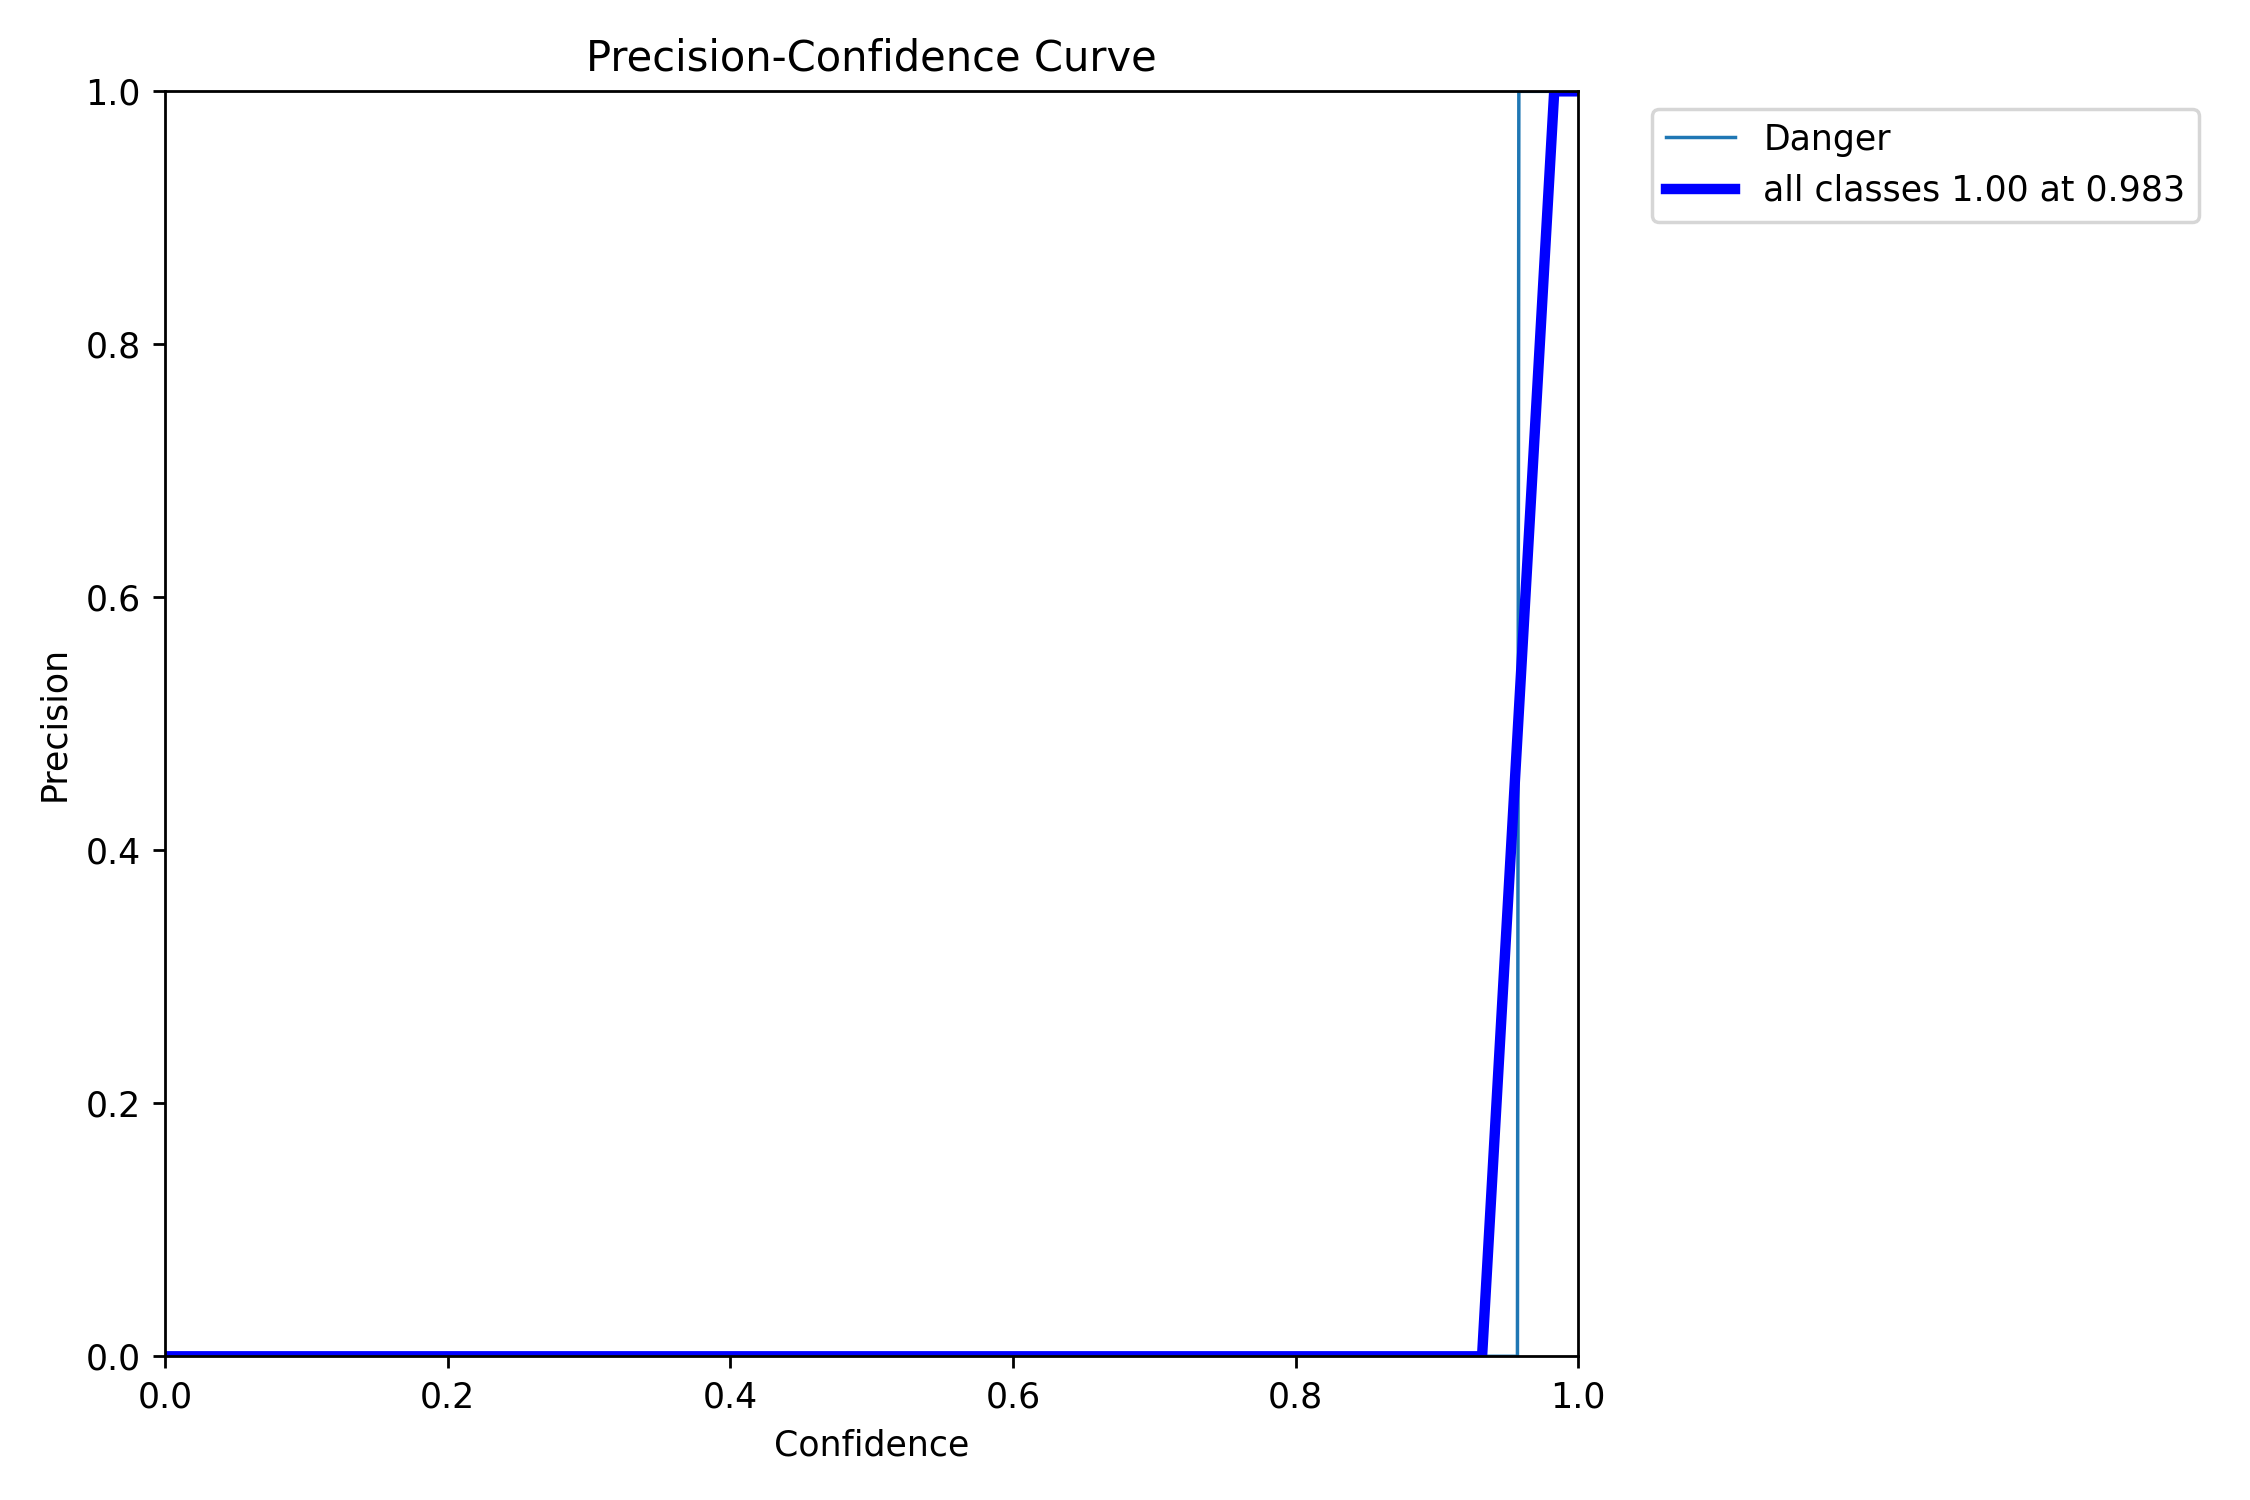 Precision-Confidence Curve
1.0
0.8
0.6
0.4
0.2
0.0
Precision
0.0 0.2 0.4 0.6 0.8 1.0
Confidence
Danger
all classes 1.00 at 0.983